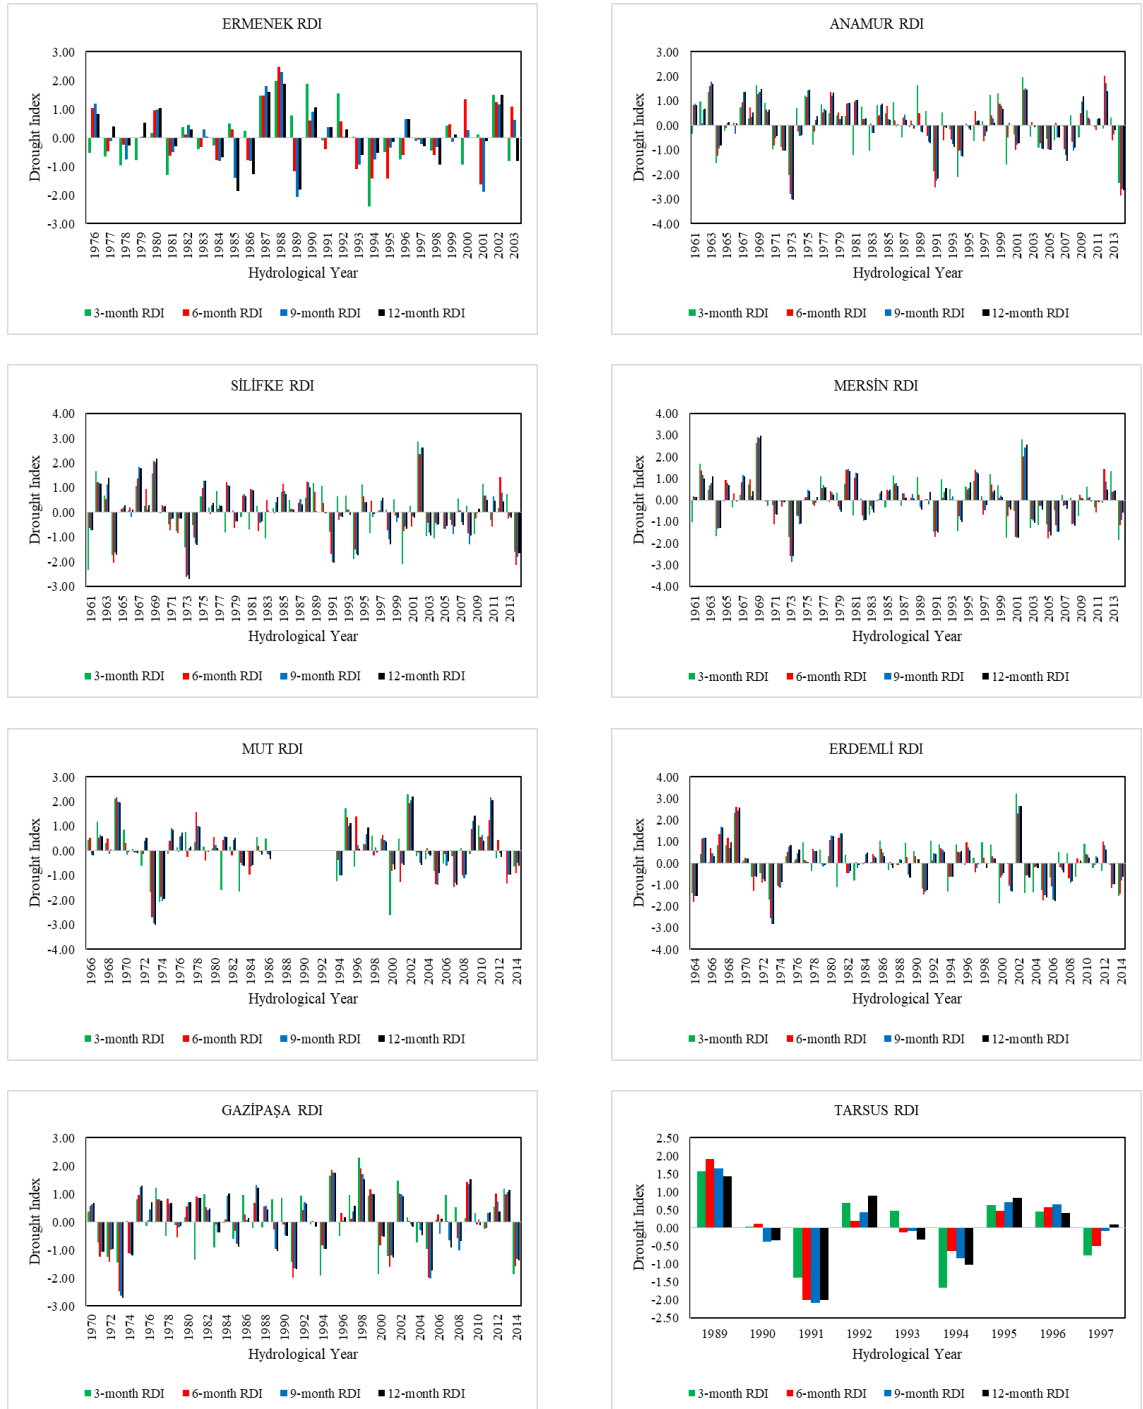 ERMENEK RDI
3.00
2.00
1.00
0.00
-1.00
-2.00
-3.00
Drought Index
1976 1977 1978 1979 1980 1981 1982 1983 1984 1985 1986 1987 1988 1989 1990 1991 1992 1993 1994 1995 1996 1997 1998 1999 2000 2001 2002 2003
Hydrological Year
3-month RDI 6-month RDI 9-month RDI 12-month RDI
ANAMUR RDI
3.00
2.00
1.00
0.00
-1.00
-2.00
-3.00
-4.00
Drought Index
1961 1963 1965 1967 1969 1971 1973 1975 1977 1979 1981 1983 1985 1987 1989 1991 1993 1995 1997 1999 2001 2003 2005 2007 2009 2011 2013
Hydrological Year
3-month RDI 6-month RDI 9-month RDI 12-month RDI
SİLİFKE RDI
4.00
3.00
2.00
1.00
0.00
-1.00
-2.00
-3.00
Drought Index
1961 1963 1965 1967 1969 1971 1973 1975 1977 1979 1981 1983 1985 1987 1989 1991 1993 1995 1997 1999 2001 2003 2005 2007 2009 2011 2013
Hydrological Year
3-month RDI 6-month RDI 9-month RDI 12-month RDI
MERSİN RDI
4.00
3.00
2.00
1.00
0.00
-1.00
-2.00
-3.00
-4.00
Drought Index
1961 1963 1965 1967 1969 1971 1973 1975 1977 1979 1981 1983 1985 1987 1989 1991 1993 1995 1997 1999 2001 2003 2005 2007 2009 2011 2013
Hydrological Year
3-month RDI 6-month RDI 9-month RDI 12-month RDI
MUT RDI
3.00
2.00
1.00
0.00
-1.00
-2.00
-3.00
-4.00
Drought Index
1966 1968 1970 1972 1974 1976 1978 1980 1982 1984 1986 1988 1990 1992 1994 1996 1998 2000 2002 2004 2006 2008 2010 2012 2014
Hydrological Year
3-month RDI 6-month RDI 9-month RDI 12-month RDI
ERDEMLİ RDI
4.00
3.00
2.00
1.00
0.00
-1.00
-2.00
-3.00
-4.00
Drought Index
1964 1966 1968 1970 1972 1974 1976 1978 1980 1982 1984 1986 1988 1990 1992 1994 1996 1998 2000 2002 2004 2006 2008 2010 2012 2014
Hydrological Year
3-month RDI 6-month RDI 9-month RDI 12-month RDI
GAZİPAŞA RDI
3.00
2.00
1.00
0.00
-1.00
-2.00
-3.00
Drought Index
1970 1972 1974 1976 1978 1980 1982 1984 1986 1988 1990 1992 1994 1996 1998 2000 2002 2004 2006 2008 2010 2012 2014
Hydrological Year
3-month RDI 6-month RDI 9-month RDI 12-month RDI
TARSUS RDI
2.50
2.00
1.50
1.00
0.50
0.00
-0.50
-1.00
-1.50
-2.00
-2.50
Drought Index
1989 1990 1991 1992 1993 1994 1995 1996 1997
Hydrological Year
3-month RDI 6-month RDI 9-month RDI 12-month RDI